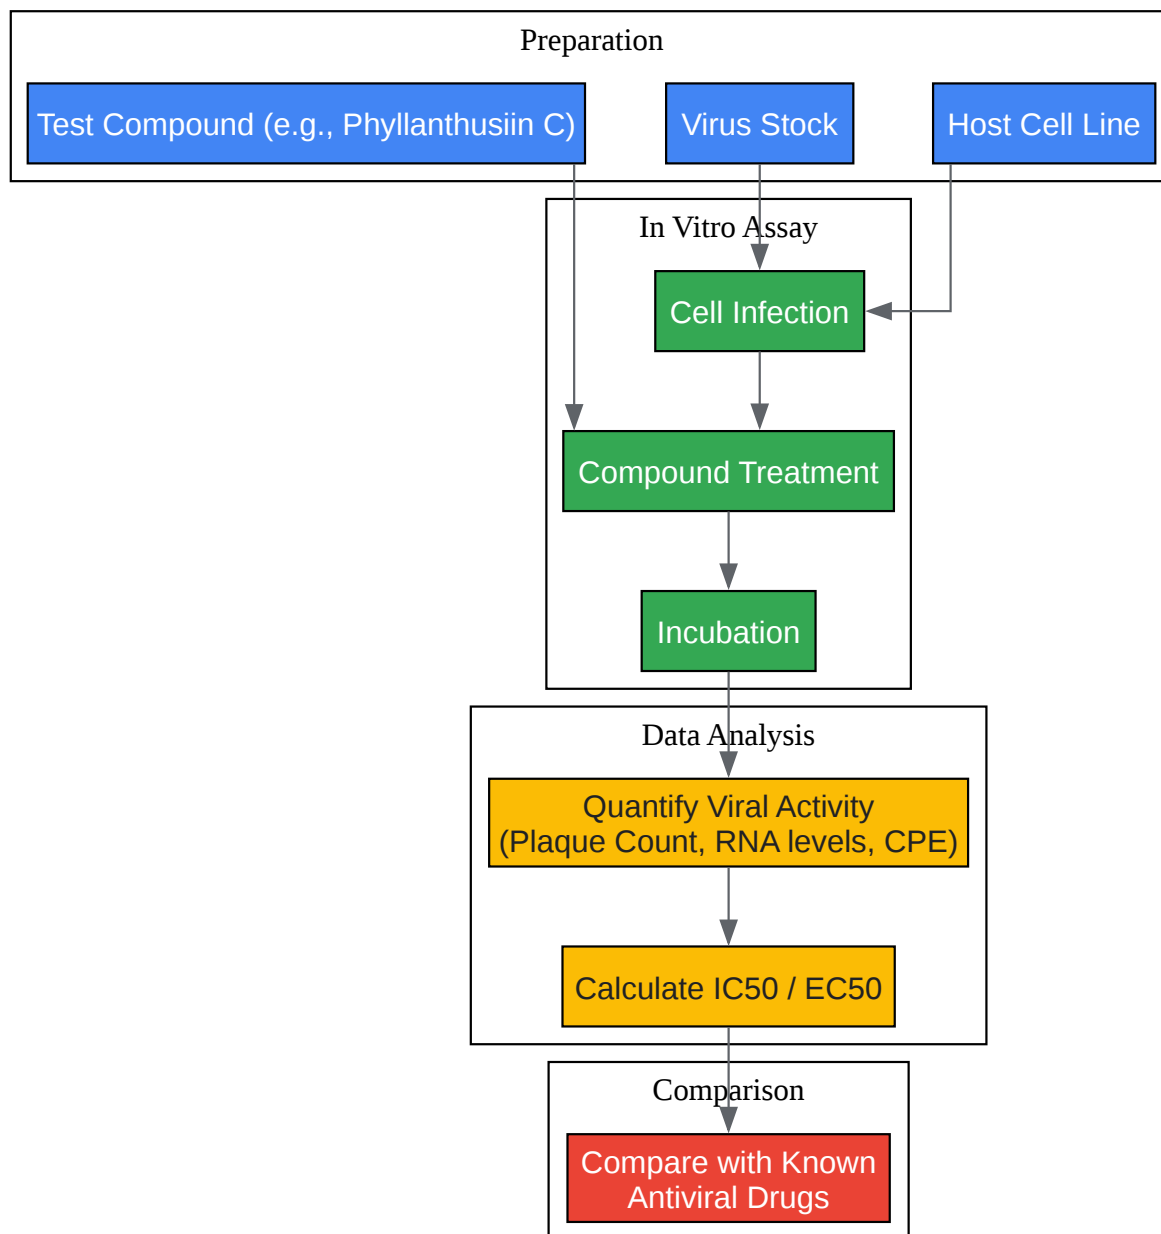 Preparation
Test Compound (e.g., Phyllanthusiin C)
Virus Stock
Host Cell Line
In Vitro Assay
Cell Infection
Compound Treatment
Incubation
Data Analysis
Quantify Viral Activity
(Plaque Count, RNA levels, CPE)
Calculate IC50 / EC50
Comparison
Compare with Known
Antiviral Drugs